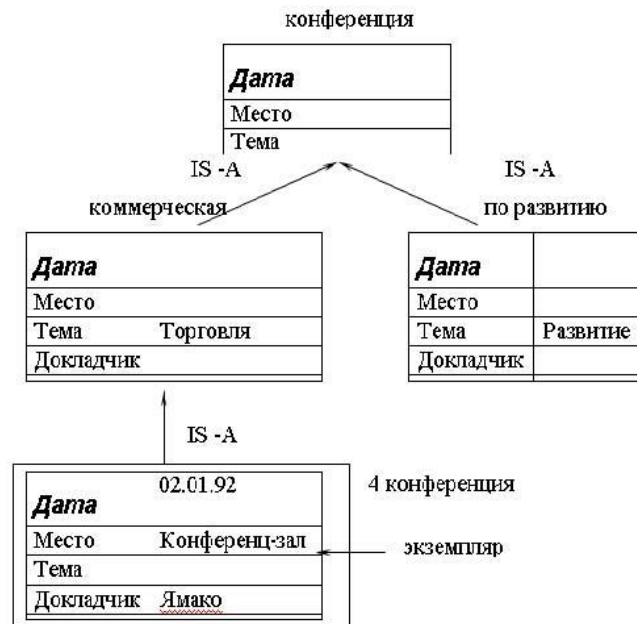 конференция
Дата
Место
Тема
IS -A IS -A
коммерческая по развитию
Дата
Место
Тема Торговля
Докладчик
Дата
Место
Тема Развитие
Докладчик
IS -A
02.01.92
Дата
Место Конференц-зал
Тема
Докладчик Ямако
4 конференция
экземпляр